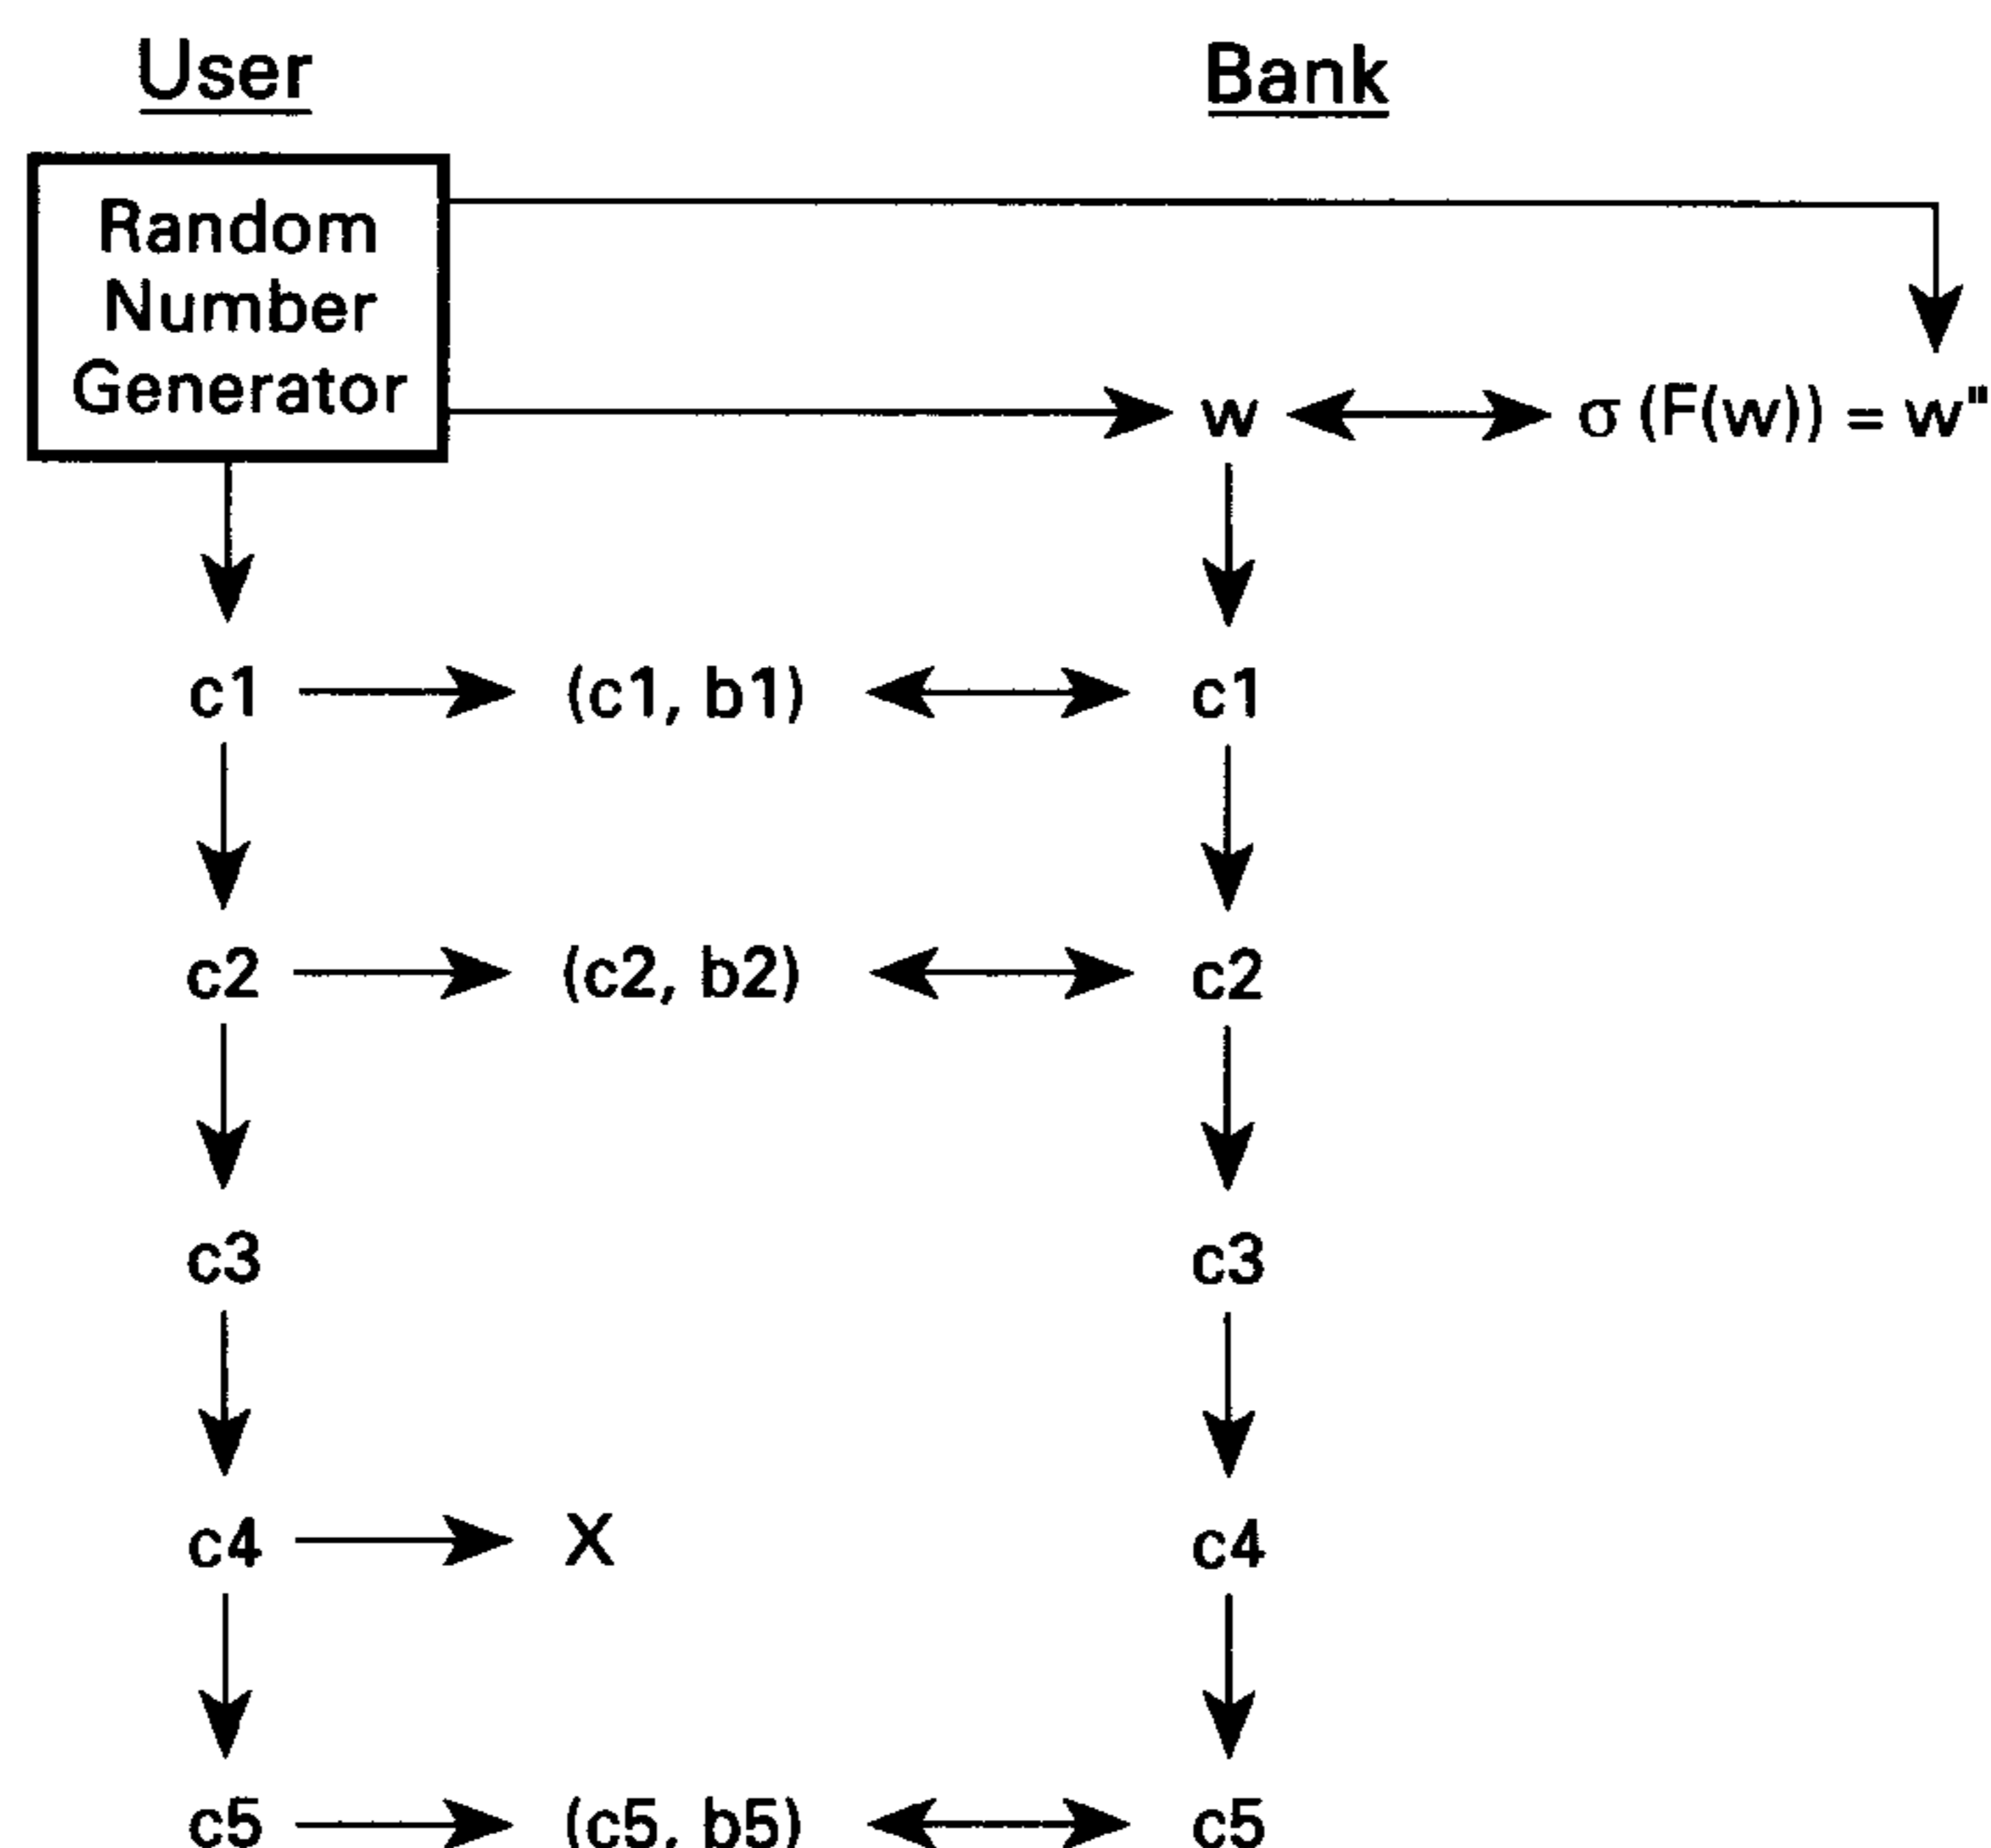 User Bank
Random
Number
Generator
w σ (F(w)) = w"
c1 (c1, b1) c1
c2 (c2, b2) c2
c3 c3
c4 X c4
c5 (c5, b5) c5